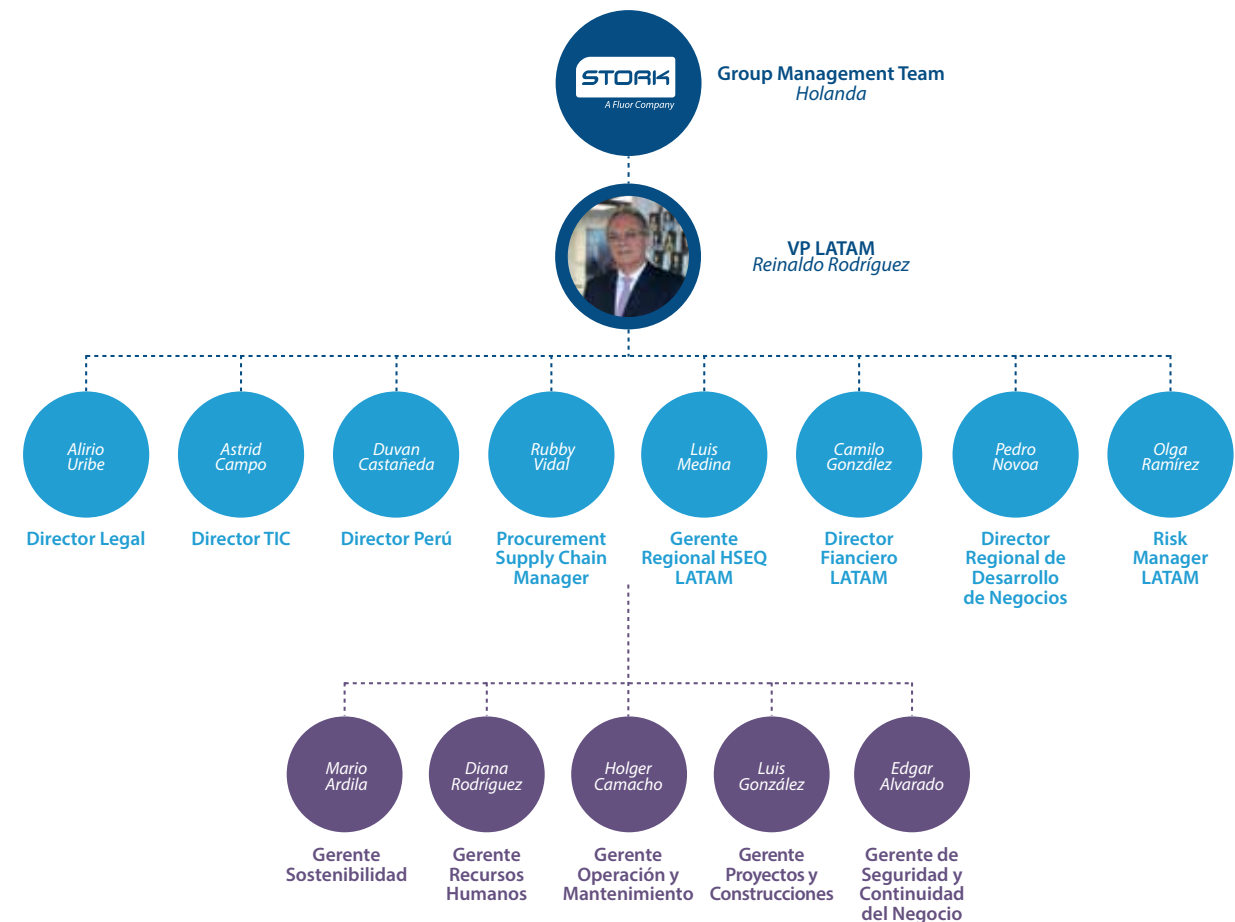 STORK
A Fluor Company
Group Management Team
Holanda
VP LATAM
Reinaldo Rodríguez
Alirio
Uribe
Director Legal
Astrid
Campo
Director TIC
Duvan
Castañeda
Director Perú
Rubby
Vidal
Procurement
Supply Chain
Manager
Luis
Medina
Gerente
Regional HSEQ
LATAM
Camilo
González
Director
Fianciero
LATAM
Pedro
Novoa
Director
Regional de
Desarrollo
de Negocios
Olga
Ramírez
Risk
Manager
LATAM
Mario
Ardila
Gerente
Sostenibilidad
Diana
Rodríguez
Gerente
Recursos
Humanos
Holger
Camacho
Gerente
Operación y
Mantenimiento
Luis
González
Gerente
Proyectos y
Construcciones
Edgar
Alvarado
Gerente de
Seguridad y
Continuidad
del Negocio